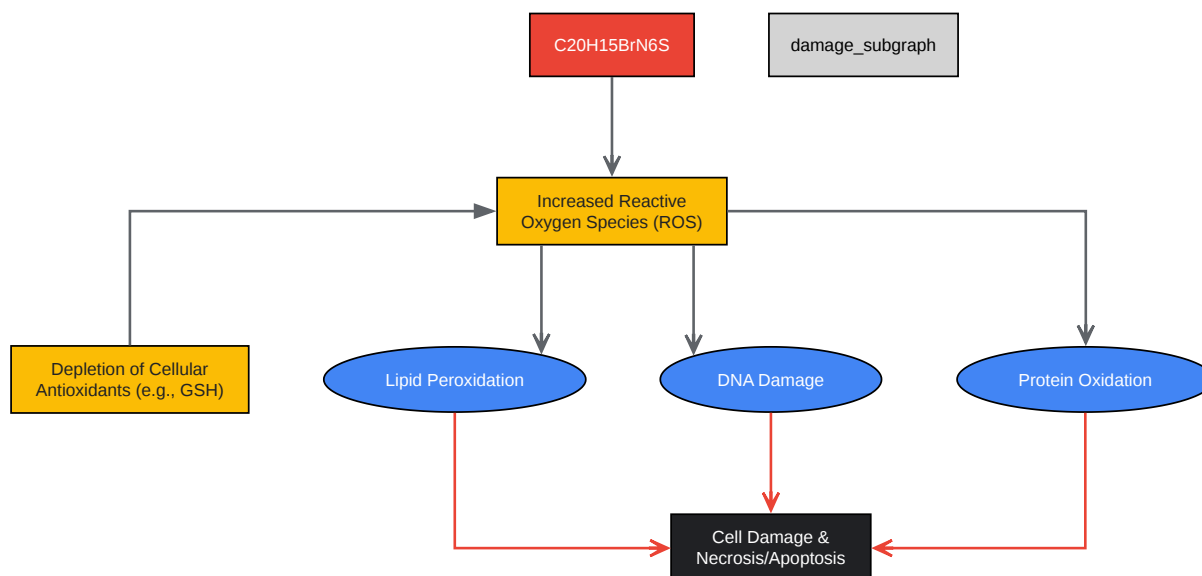 C20H15BrN6S
damage_subgraph
Increased Reactive
Oxygen Species (ROS)
Depletion of Cellular
Antioxidants (e.g., GSH)
Lipid Peroxidation
DNA Damage
Protein Oxidation
Cell Damage &
Necrosis/Apoptosis